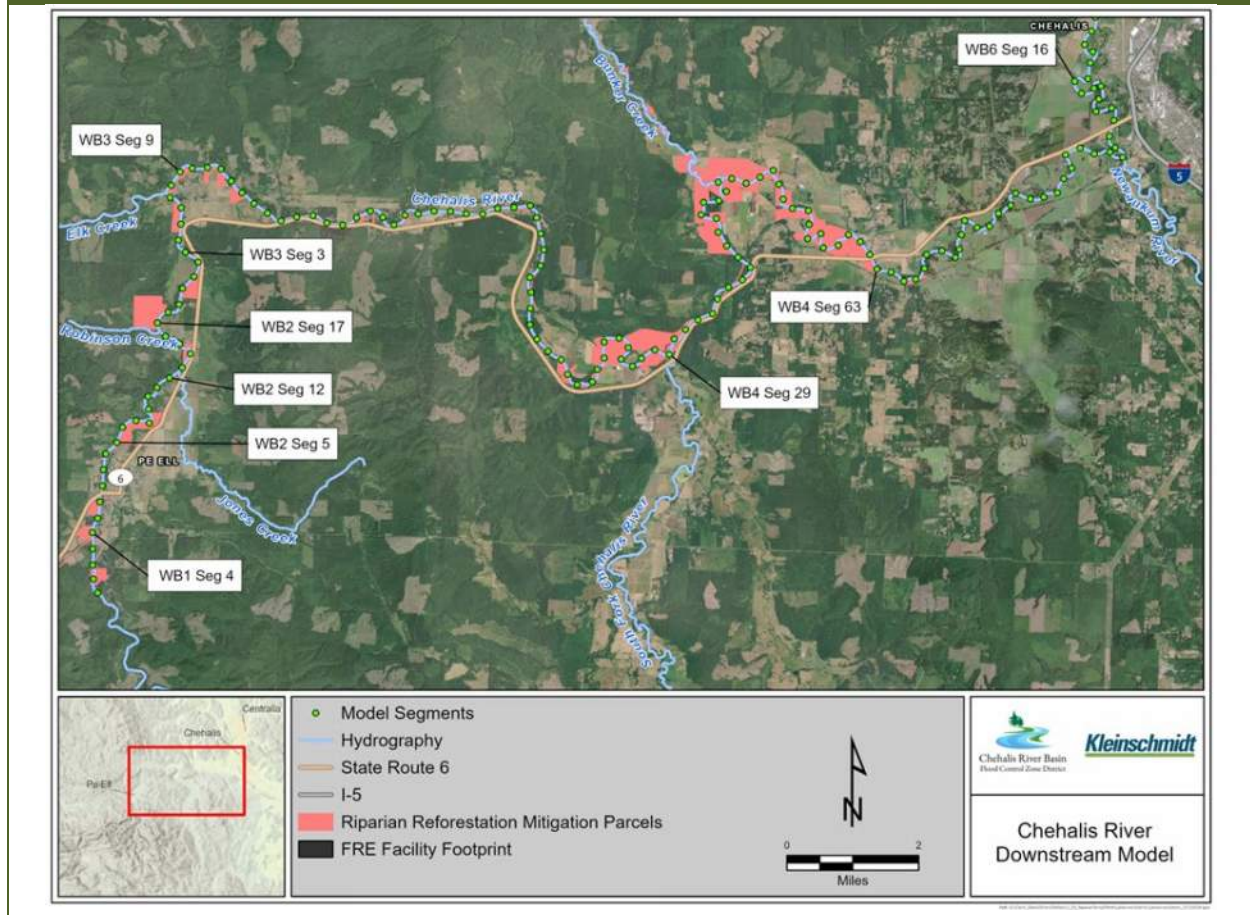 CHEHALIS
WB6 Seg 16
Bunker Creek
WB3 Seg 9
5
Chehalis River
Newaukum River
Elk Creek
WB3 Seg 3
WB4 Seg 63
WB2 Seg 17
Robinson Creek
WB2 Seg 12
WB4 Seg 29
WB2 Seg 5
PE ELL
6
Jones Creek
South Fork Chehalis River
WB1 Seg 4
Centralia
Chehalis
Pe Ell
Model Segments
Hydrography
State Route 6
I-5
Riparian Reforestation Mitigation Parcels
FRE Facility Footprint
N
0 2
Miles
Chehalis River Basin
Flood Control Zone District
Kleinschmidt
Chehalis River
Downstream Model